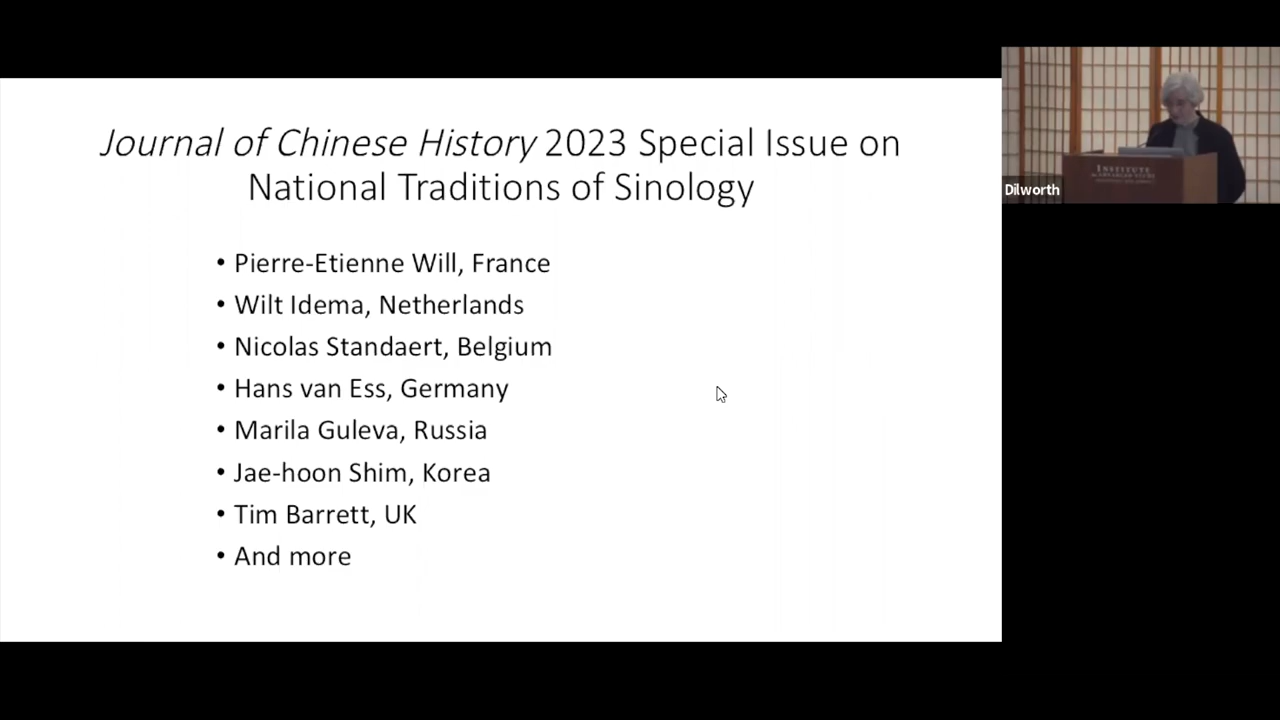 Journal of Chinese History 2023 Special Issue on
National Traditions of Sinology
• Pierre-Etienne Will, France
• Wilt Idema, Netherlands
• Nicolas Standaert, Belgium
• Hans van Ess, Germany
• Marila Guleva, Russia
• Jae-hoon Shim, Korea
• Tim Barrett, UK
• And more
INSTITUTE
Dilworth